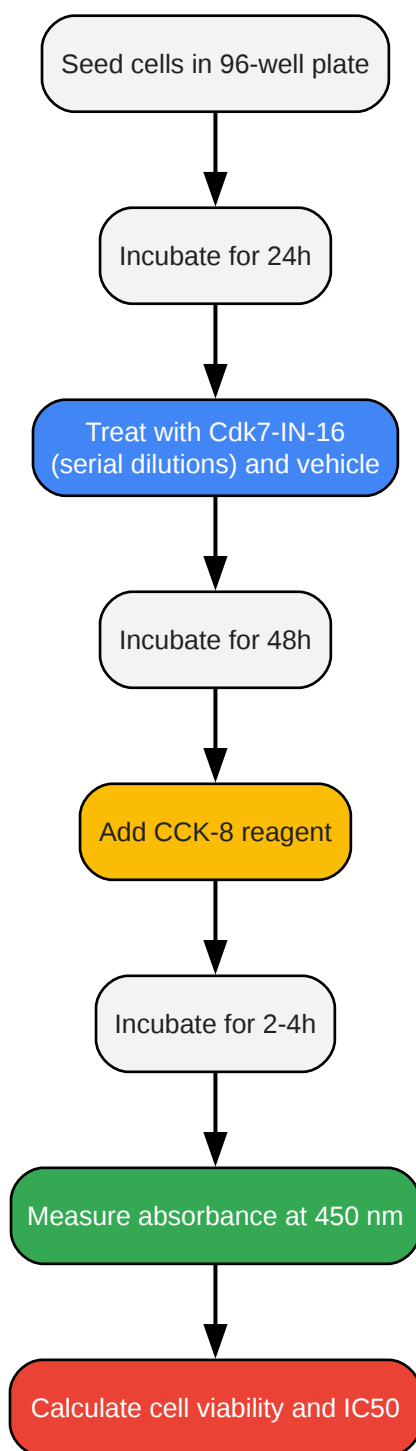 Seed cells in 96-well plate
Incubate for 24h
Treat with Cdk7-IN-16
(serial dilutions) and vehicle
Incubate for 48h
Add CCK-8 reagent
Incubate for 2-4h
Measure absorbance at 450 nm
Calculate cell viability and IC50